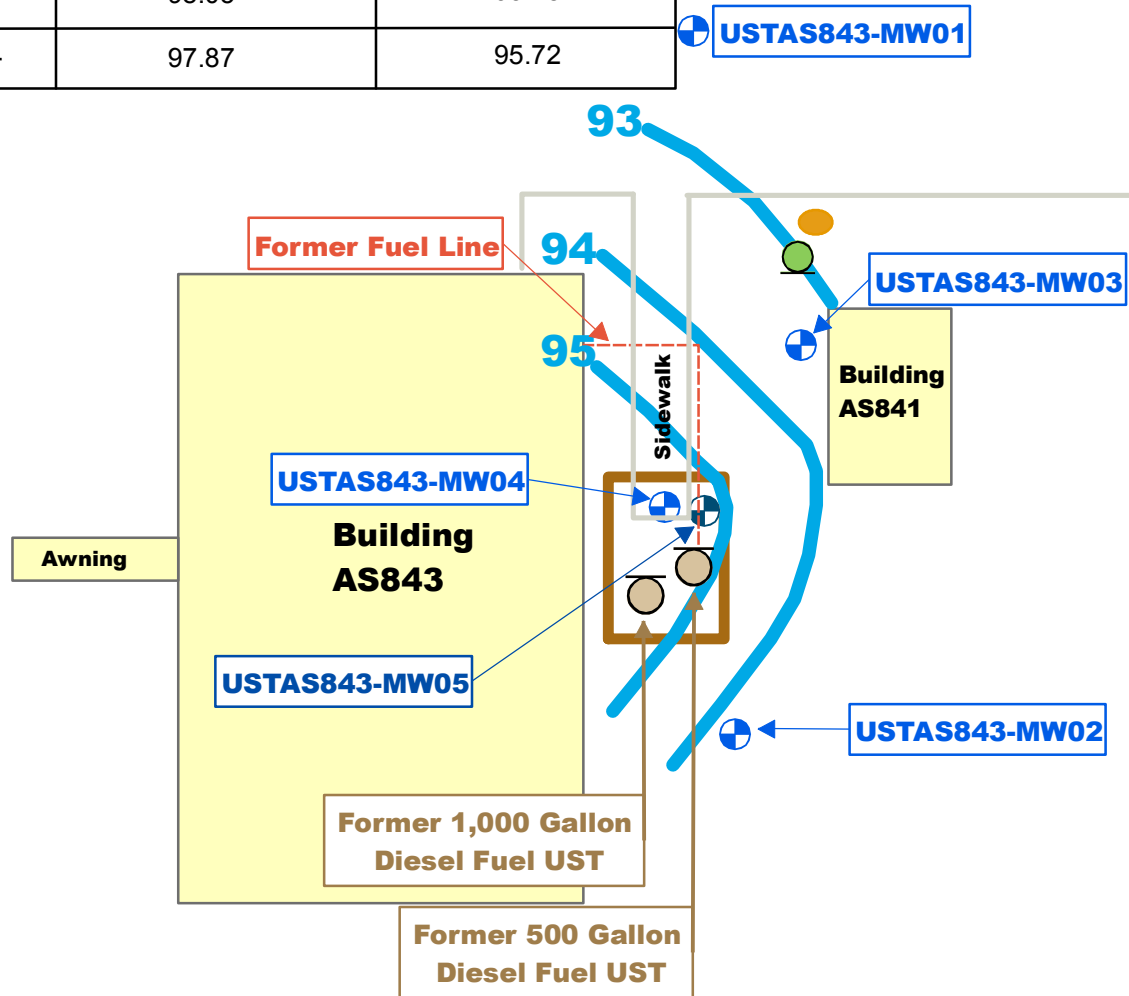 97.87 95.72
USTAS843-MW01
93
Former Fuel Line
94
USTAS843-MW03
95
Sidewalk
Building
AS841
USTAS843-MW04
Building
AS843
Awning
USTAS843-MW05
USTAS843-MW02
Former 1,000 Gallon
Diesel Fuel UST
Former 500 Gallon
Diesel Fuel UST